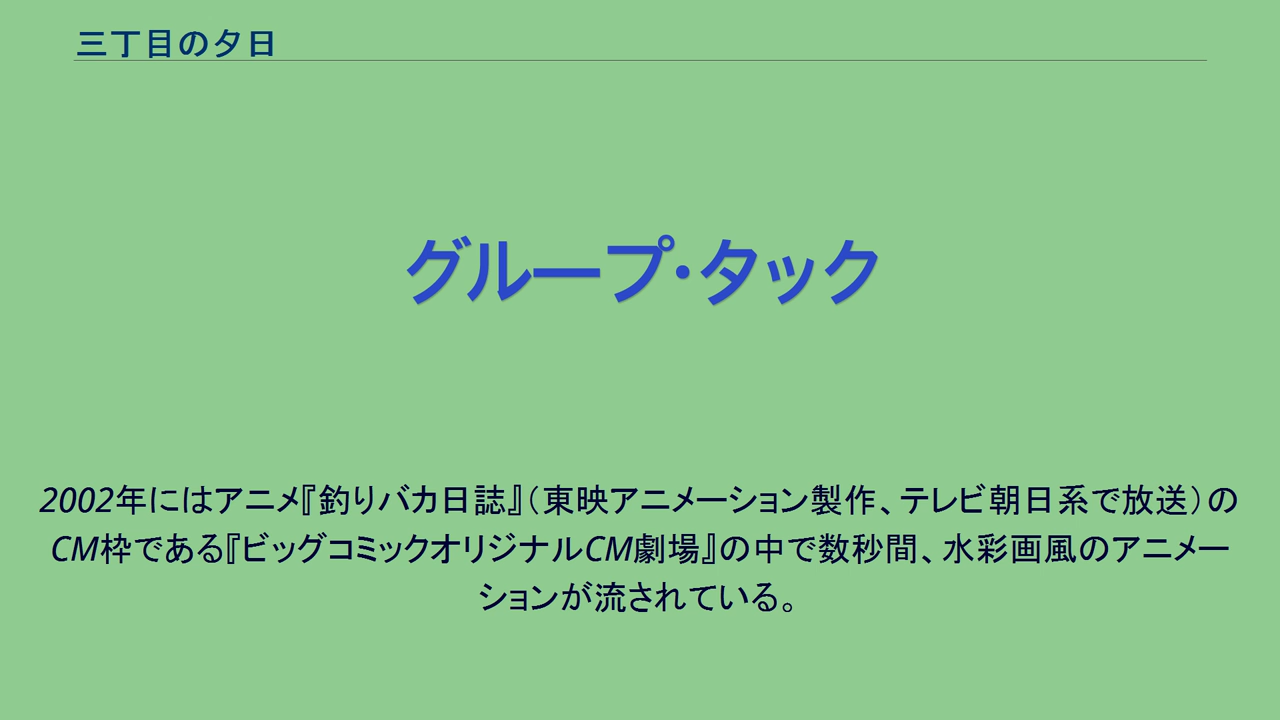 三丁目の夕日
グループ・タック
2002年にはアニメ『釣りバカ日誌』（東映アニメーション製作、テレビ朝日系で放送）の
CM枠である『ビッグコミックオリジナルCM劇場』の中で数秒間、水彩画風のアニメー
ションが流されている。